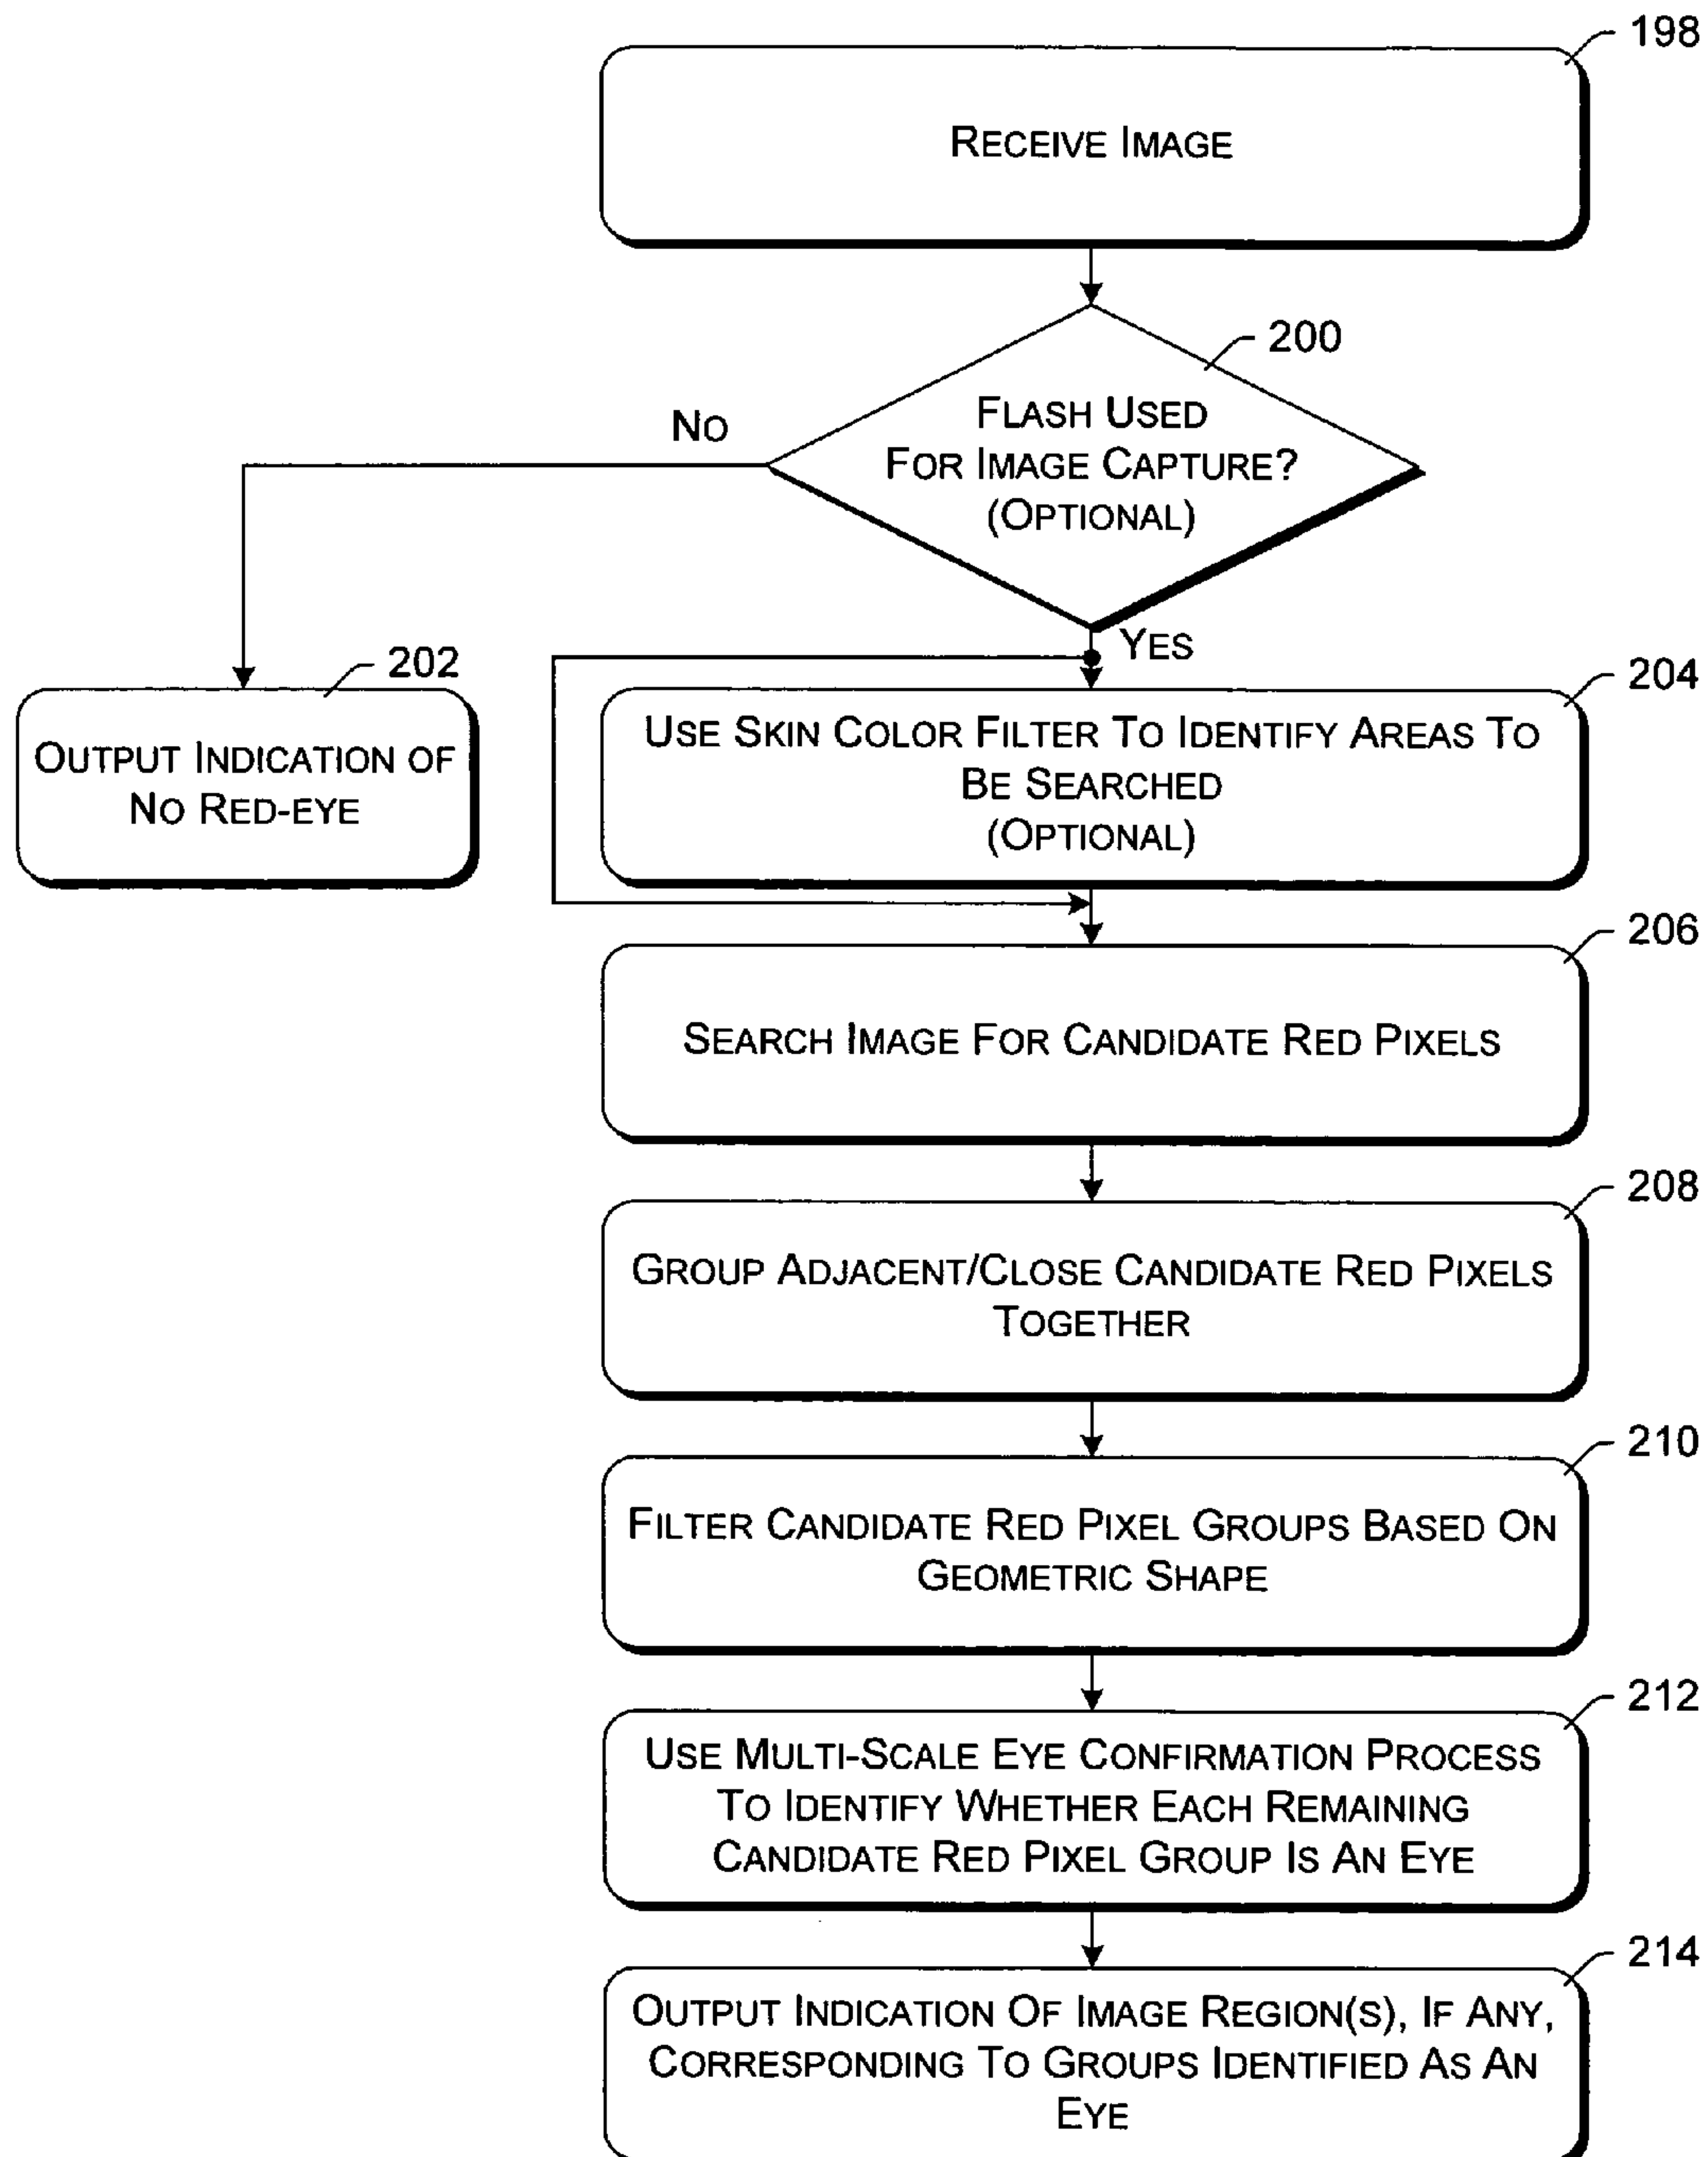 198
RECEIVE IMAGE
200
FLASH USED
FOR IMAGE CAPTURE?
(OPTIONAL)
NO
YES
202
OUTPUT INDICATION OF
NO RED-EYE
204
USE SKIN COLOR FILTER TO IDENTIFY AREAS TO
BE SEARCHED
(OPTIONAL)
206
SEARCH IMAGE FOR CANDIDATE RED PIXELS
208
GROUP ADJACENT/CLOSE CANDIDATE RED PIXELS
TOGETHER
210
FILTER CANDIDATE RED PIXEL GROUPS BASED ON
GEOMETRIC SHAPE
212
USE MULTI-SCALE EYE CONFIRMATION PROCESS
TO IDENTIFY WHETHER EACH REMAINING
CANDIDATE RED PIXEL GROUP IS AN EYE
214
OUTPUT INDICATION OF IMAGE REGION(S), IF ANY,
CORRESPONDING TO GROUPS IDENTIFIED AS AN
EYE